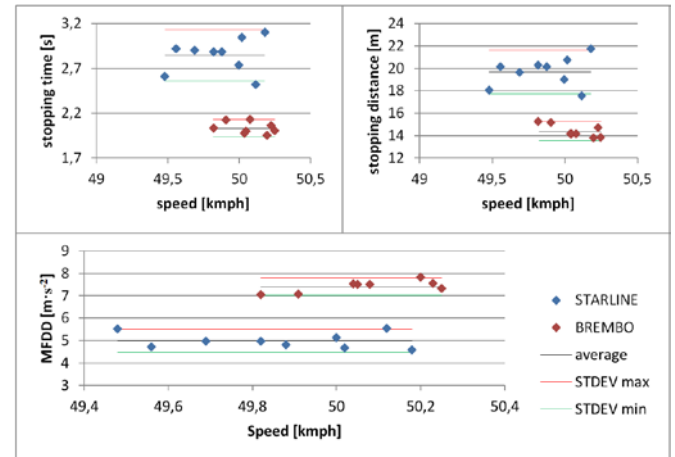 stopping time [s]
3,2
2,7
2,2
1,7
49 49,5 50 50,5
speed [kmph]
stopping distance [m]
24
22
20
18
16
14
12
49 49,5 50 50,5
speed [kmph]
MFDD [m·s-2]
9
8
7
6
5
4
3
49,4 49,6 49,8 50 50,2 50,4
Speed [kmph]
STARLINE
BREMBO
average
STDEV max
STDEV min